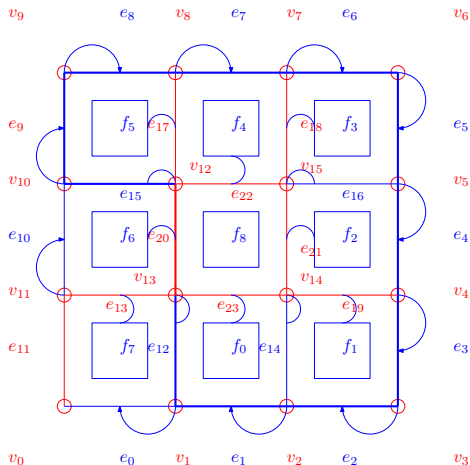 v₉ e₈ v₈ e₇ v₇ e₆ v₆
e₉ f₅ e₁₇ f₄ e₁₈ f₃ e₅
v₁₀ v₁₂ v₁₅ v₅
e₁₅ e₂₂ e₁₆
e₁₀ f₆ e₂₀ f₈ e₂₁ f₂ e₄
v₁₁ v₁₃ v₁₄ v₄
e₁₃ e₂₃ e₁₉
e₁₁ f₇ e₁₂ f₀ e₁₄ f₁ e₃
v₀ e₀ v₁ e₁ v₂ e₂ v₃